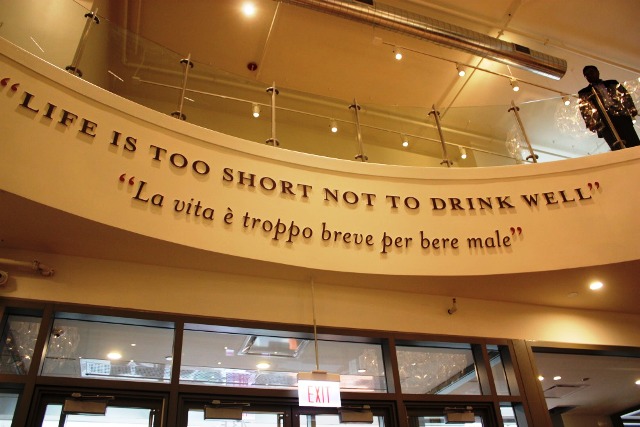 “LIFE IS TOO SHORT NOT TO DRINK WELL”
“La vita è troppo breve per bere male”
EXIT